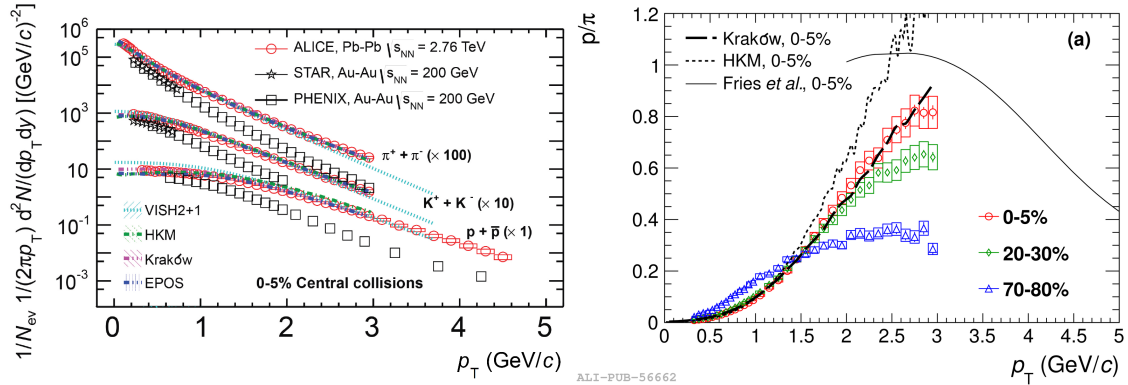 1/N_ev 1/(2πp_T) d²N/(dp_Tdy) [(GeV/c)⁻²]
10⁶
10⁵
10³
10
10⁻¹
10⁻³
0 1 2 3 4 5
p_T (GeV/c)
ALICE, Pb-Pb √s_NN = 2.76 TeV
STAR, Au-Au √s_NN = 200 GeV
PHENIX, Au-Au √s_NN = 200 GeV
π⁺ + π⁻ (× 100)
K⁺ + K⁻ (× 10)
p + p̅ (× 1)
VISH2+1
HKM
Kraków
EPOS
0-5% Central collisions
p/π
1.2
1
0.8
0.6
0.4
0.2
0
0 0.5 1 1.5 2 2.5 3 3.5 4 4.5 5
p_T (GeV/c)
(a)
Kraków, 0-5%
HKM, 0-5%
Fries et al., 0-5%
0-5%
20-30%
70-80%
ALI-PUB-56662